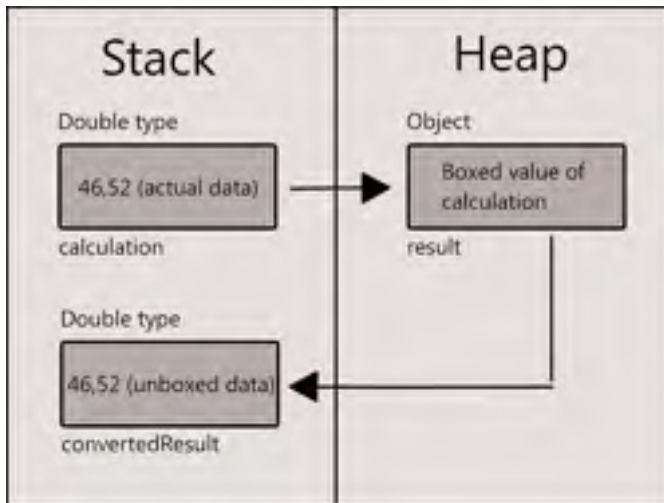 Stack
Heap
Double type
Object
46,52 (actual data)
Boxed value of
calculation
calculation
result
Double type
46,52 (unboxed data)
convertedResult